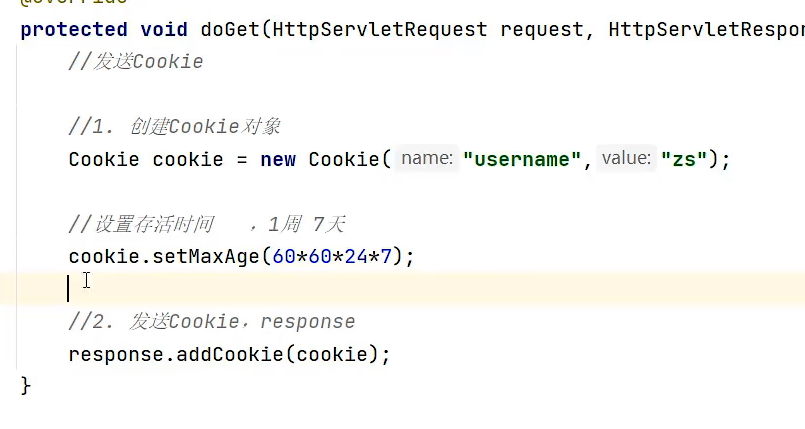 protected void doGet(HttpServletRequest request, HttpServletRespon
//发送Cookie
//1. 创建Cookie对象
Cookie cookie = new Cookie( name: "username", value: "zs");
//设置存活时间 ，1周 7天
cookie.setMaxAge(60*60*24*7);
//2. 发送Cookie，response
response.addCookie(cookie);
}